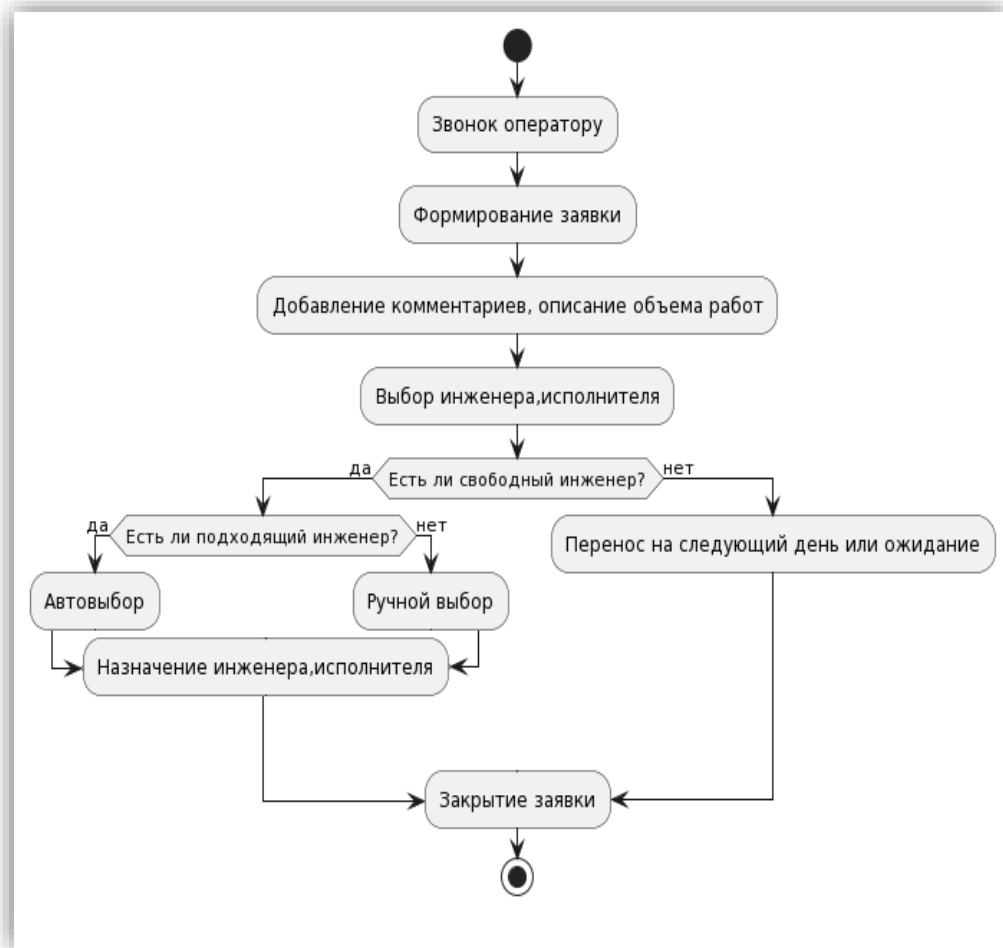 Звонок оператору
Формирование заявки
Добавление комментариев, описание объема работ
Выбор инженера,исполнителя
да
Есть ли свободный инженер?
нет
да
Есть ли подходящий инженер?
нет
Перенос на следующий день или ожидание
Автовыбор
Ручной выбор
Назначение инженера,исполнителя
Закрытие заявки